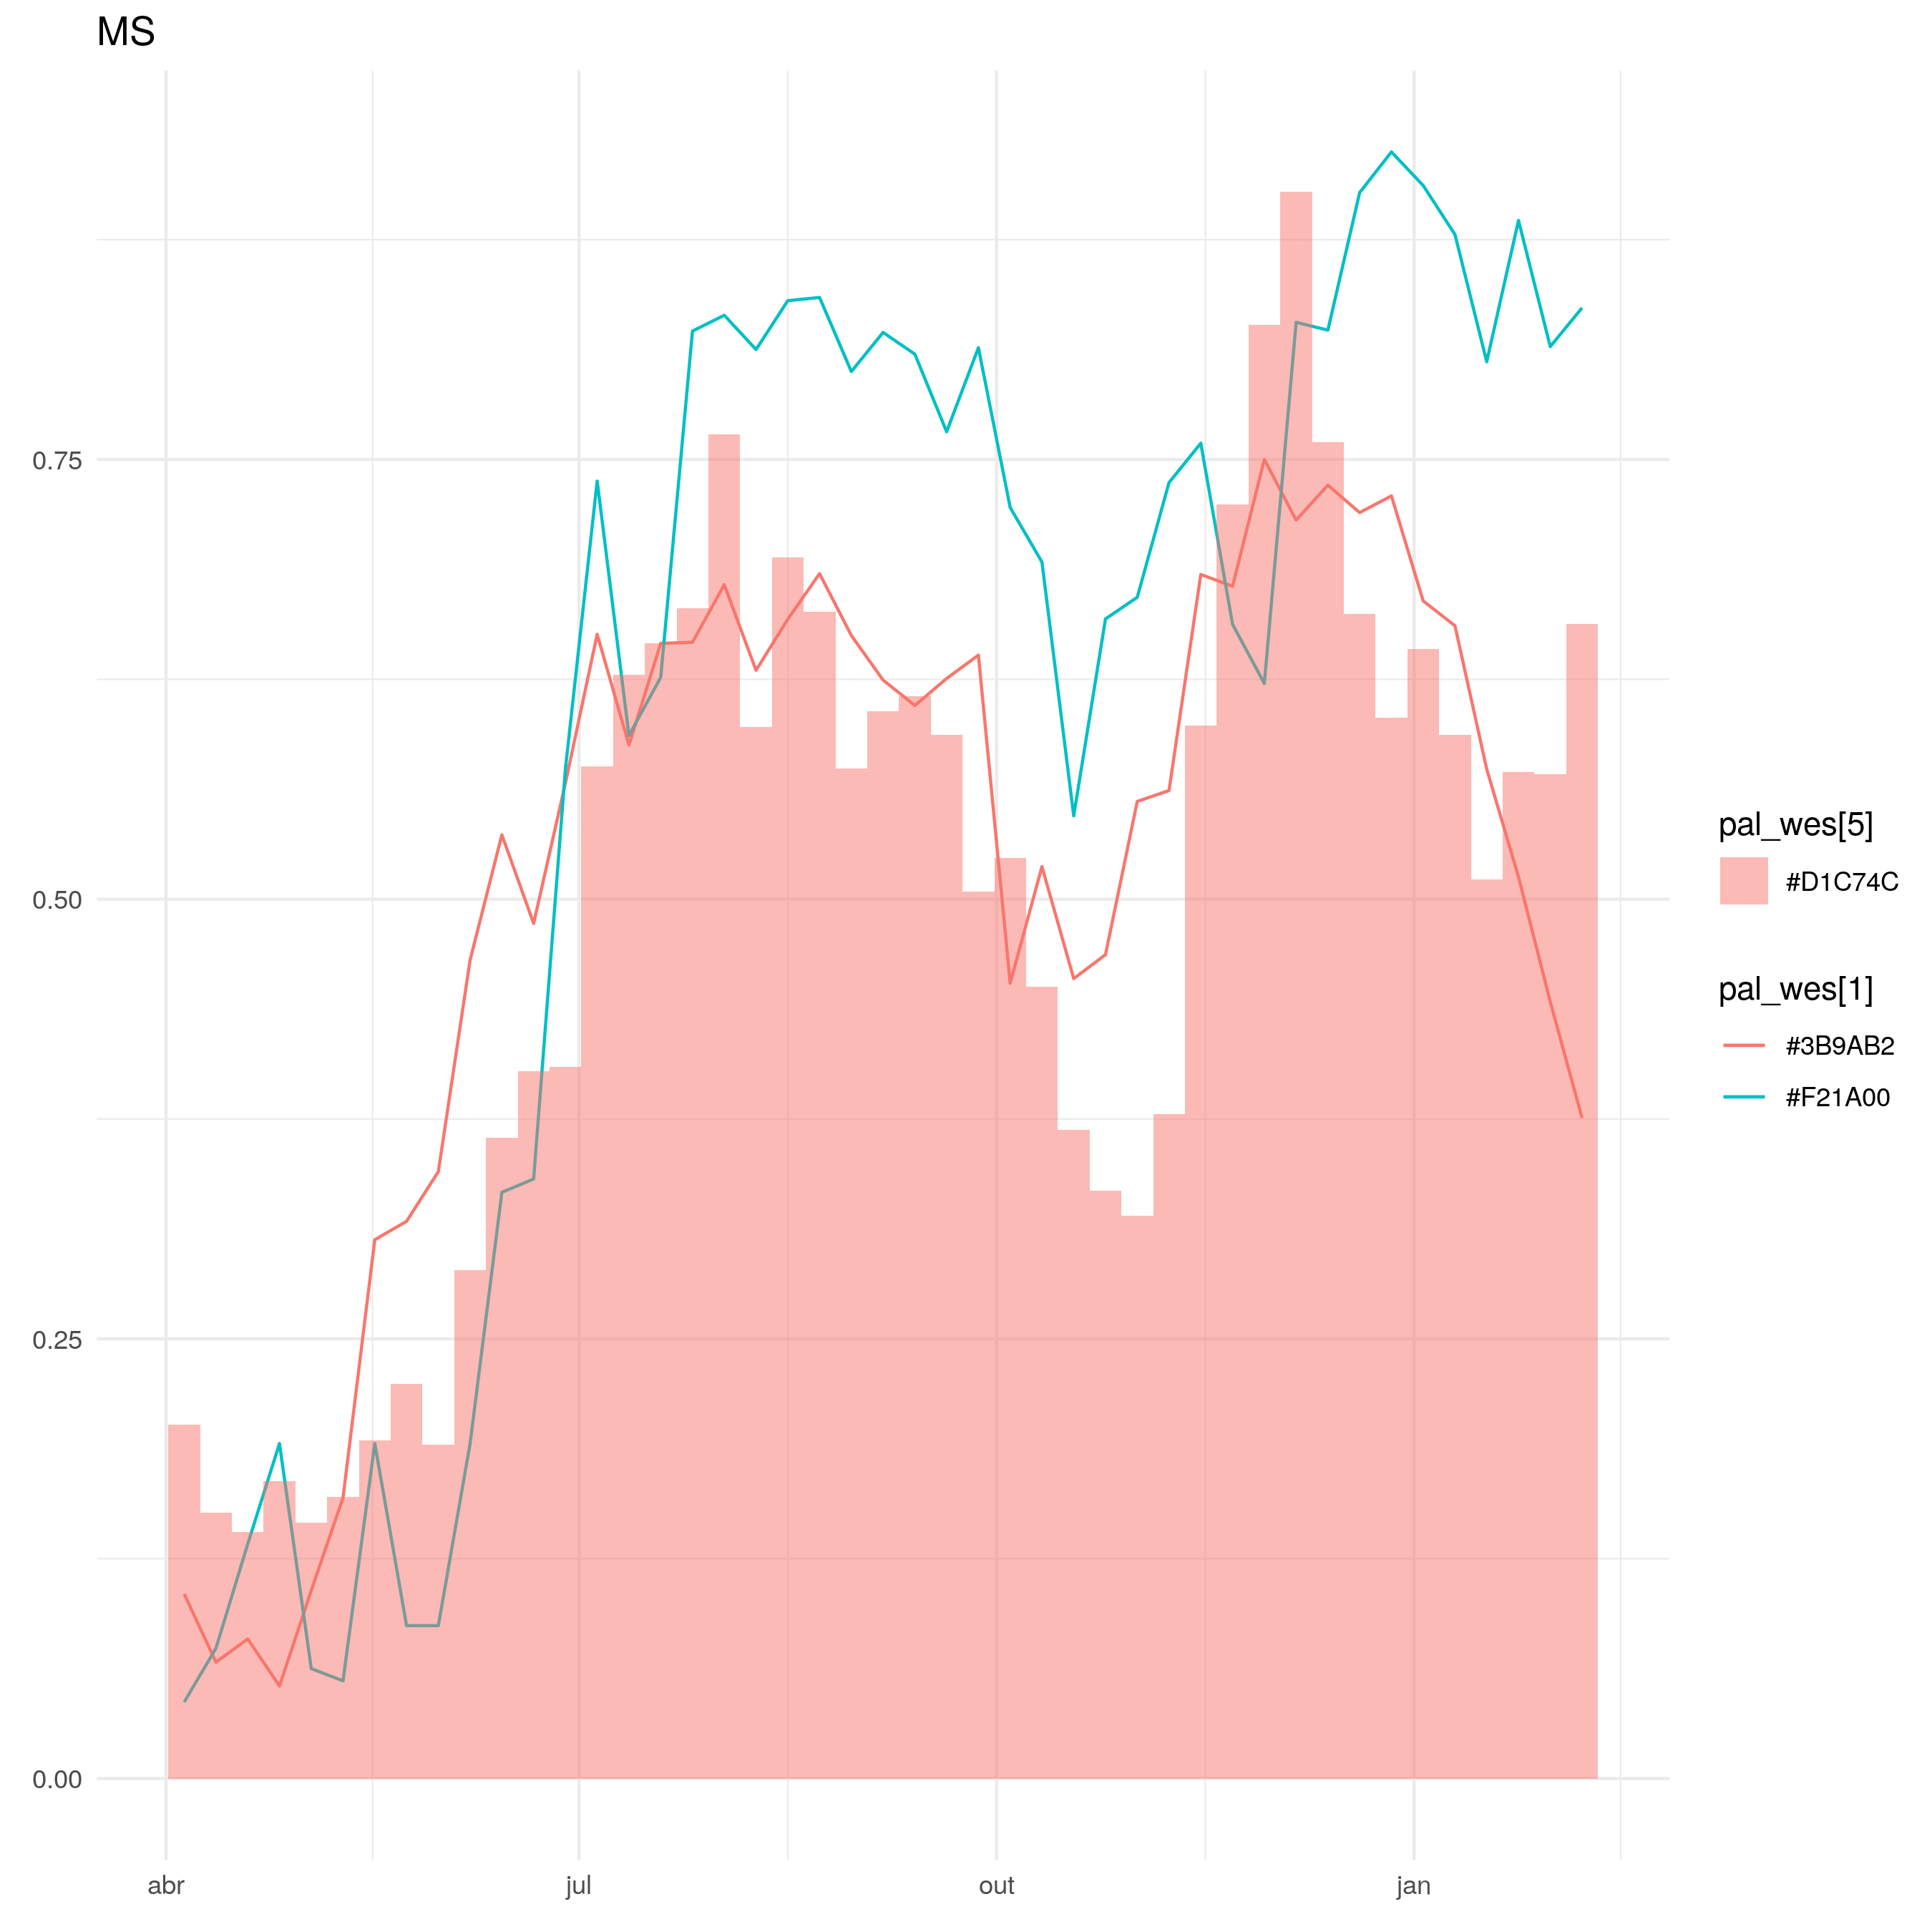 MS
0.75
0.50
0.25
0.00
abr
jul
out
jan
pal_wes[5]
#D1C74C
pal_wes[1]
#3B9AB2
#F21A00